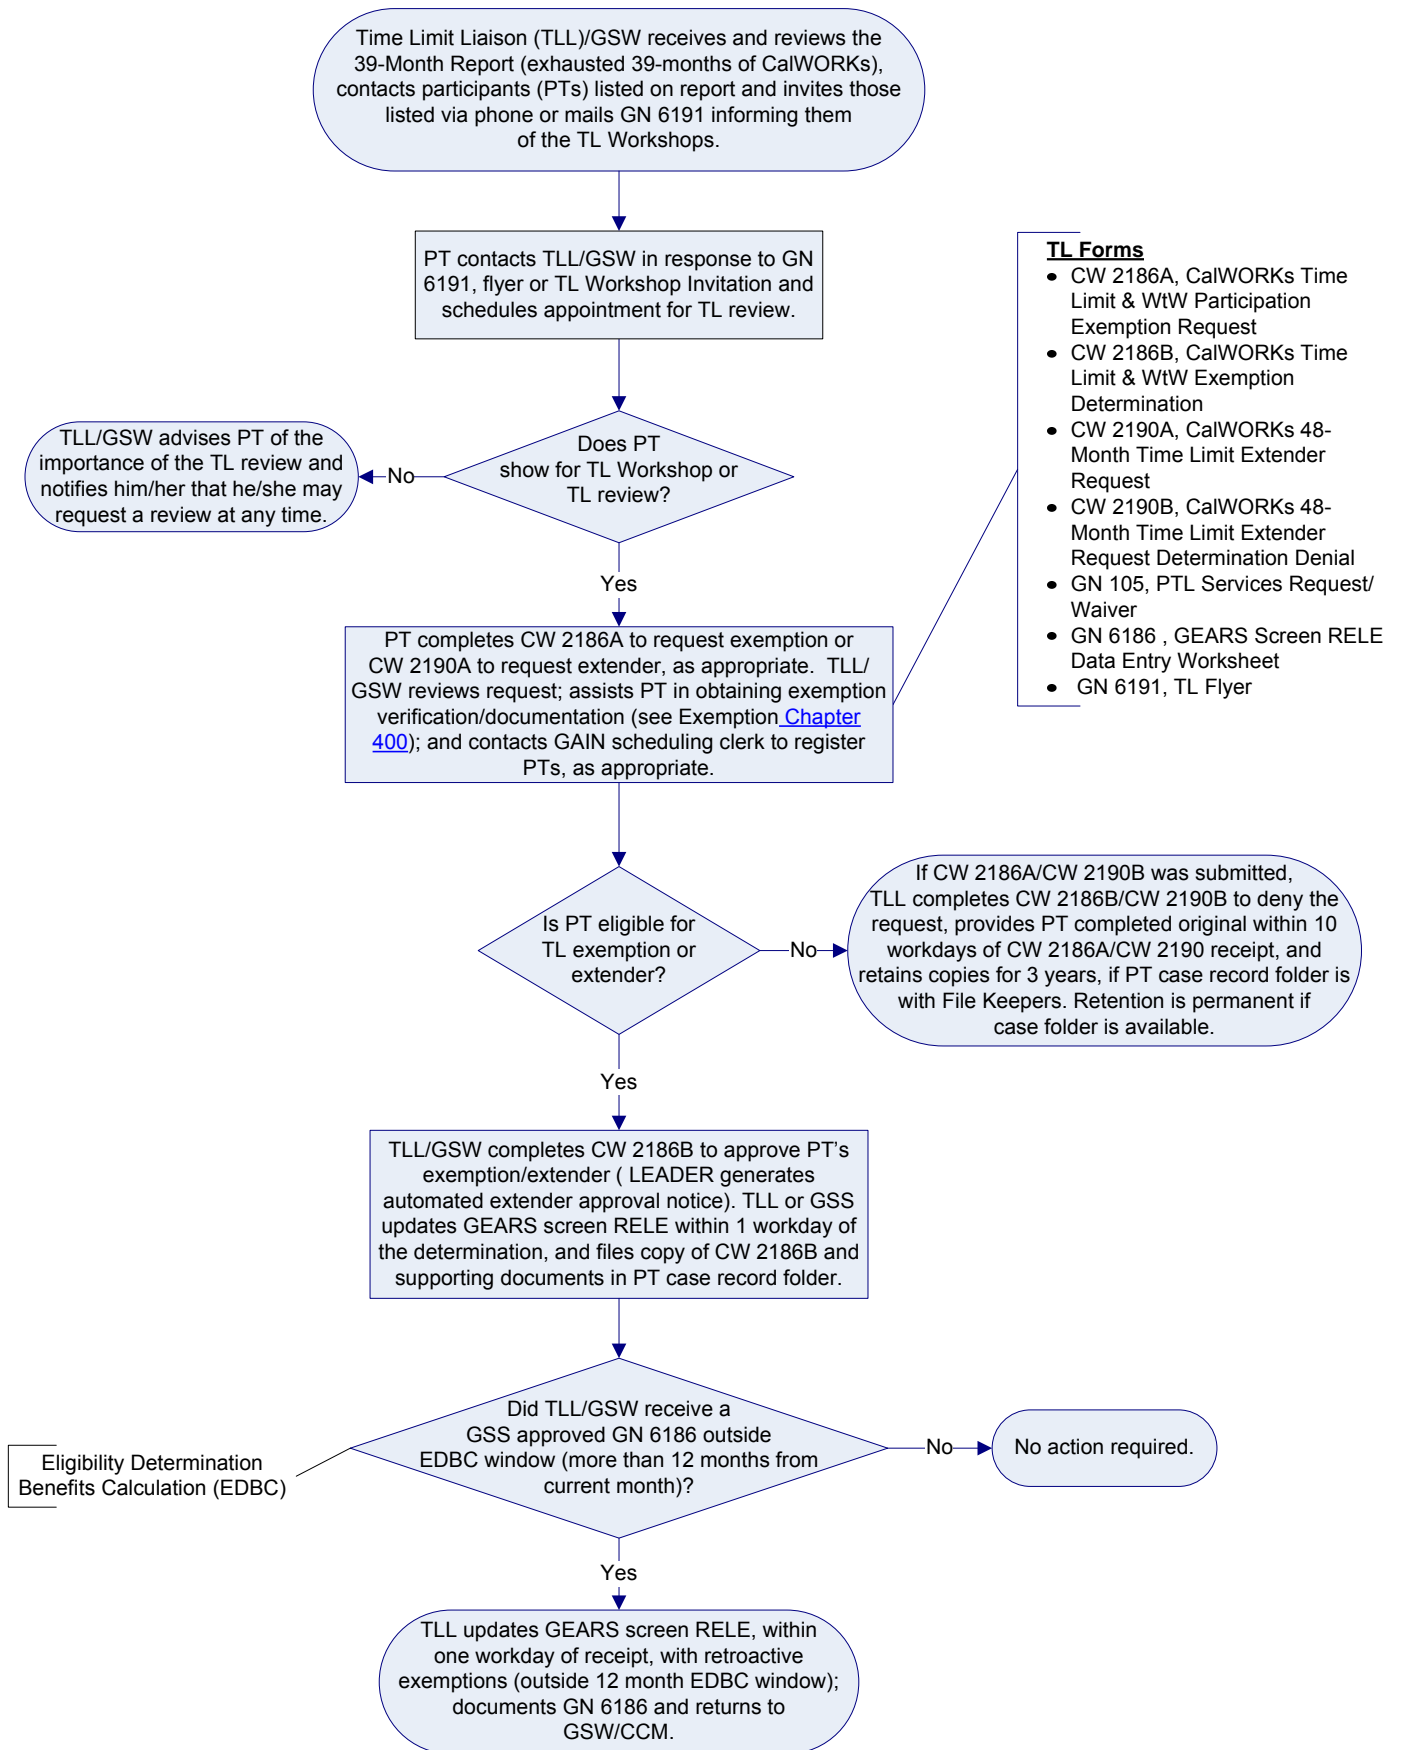 Time Limit Liaison (TLL)/GSW receives and reviews the
39-Month Report (exhausted 39-months of CalWORKs),
contacts participants (PTs) listed on report and invites those
listed via phone or mails GN 6191 informing them
of the TL Workshops.
PT contacts TLL/GSW in response to GN
6191, flyer or TL Workshop Invitation and
schedules appointment for TL review.
TL Forms
• CW 2186A, CalWORKs Time
Limit & WtW Participation
Exemption Request
• CW 2186B, CalWORKs Time
Limit & WtW Exemption
Determination
• CW 2190A, CalWORKs 48-
Month Time Limit Extender
Request
• CW 2190B, CalWORKs 48-
Month Time Limit Extender
Request Determination Denial
• GN 105, PTL Services Request/
Waiver
• GN 6186 , GEARS Screen RELE
Data Entry Worksheet
• GN 6191, TL Flyer
Does PT
show for TL Workshop or
TL review?
No
TLL/GSW advises PT of the
importance of the TL review and
notifies him/her that he/she may
request a review at any time.
Yes
PT completes CW 2186A to request exemption or
CW 2190A to request extender, as appropriate. TLL/
GSW reviews request; assists PT in obtaining exemption
verification/documentation (see Exemption Chapter
400); and contacts GAIN scheduling clerk to register
PTs, as appropriate.
Is PT eligible for
TL exemption or
extender?
No
If CW 2186A/CW 2190B was submitted,
TLL completes CW 2186B/CW 2190B to deny the
request, provides PT completed original within 10
workdays of CW 2186A/CW 2190 receipt, and
retains copies for 3 years, if PT case record folder is
with File Keepers. Retention is permanent if
case folder is available.
Yes
TLL/GSW completes CW 2186B to approve PT’s
exemption/extender ( LEADER generates
automated extender approval notice). TLL or GSS
updates GEARS screen RELE within 1 workday of
the determination, and files copy of CW 2186B and
supporting documents in PT case record folder.
Did TLL/GSW receive a
GSS approved GN 6186 outside
EDBC window (more than 12 months from
current month)?
Eligibility Determination
Benefits Calculation (EDBC)
No
No action required.
Yes
TLL updates GEARS screen RELE, within
one workday of receipt, with retroactive
exemptions (outside 12 month EDBC window);
documents GN 6186 and returns to
GSW/CCM.